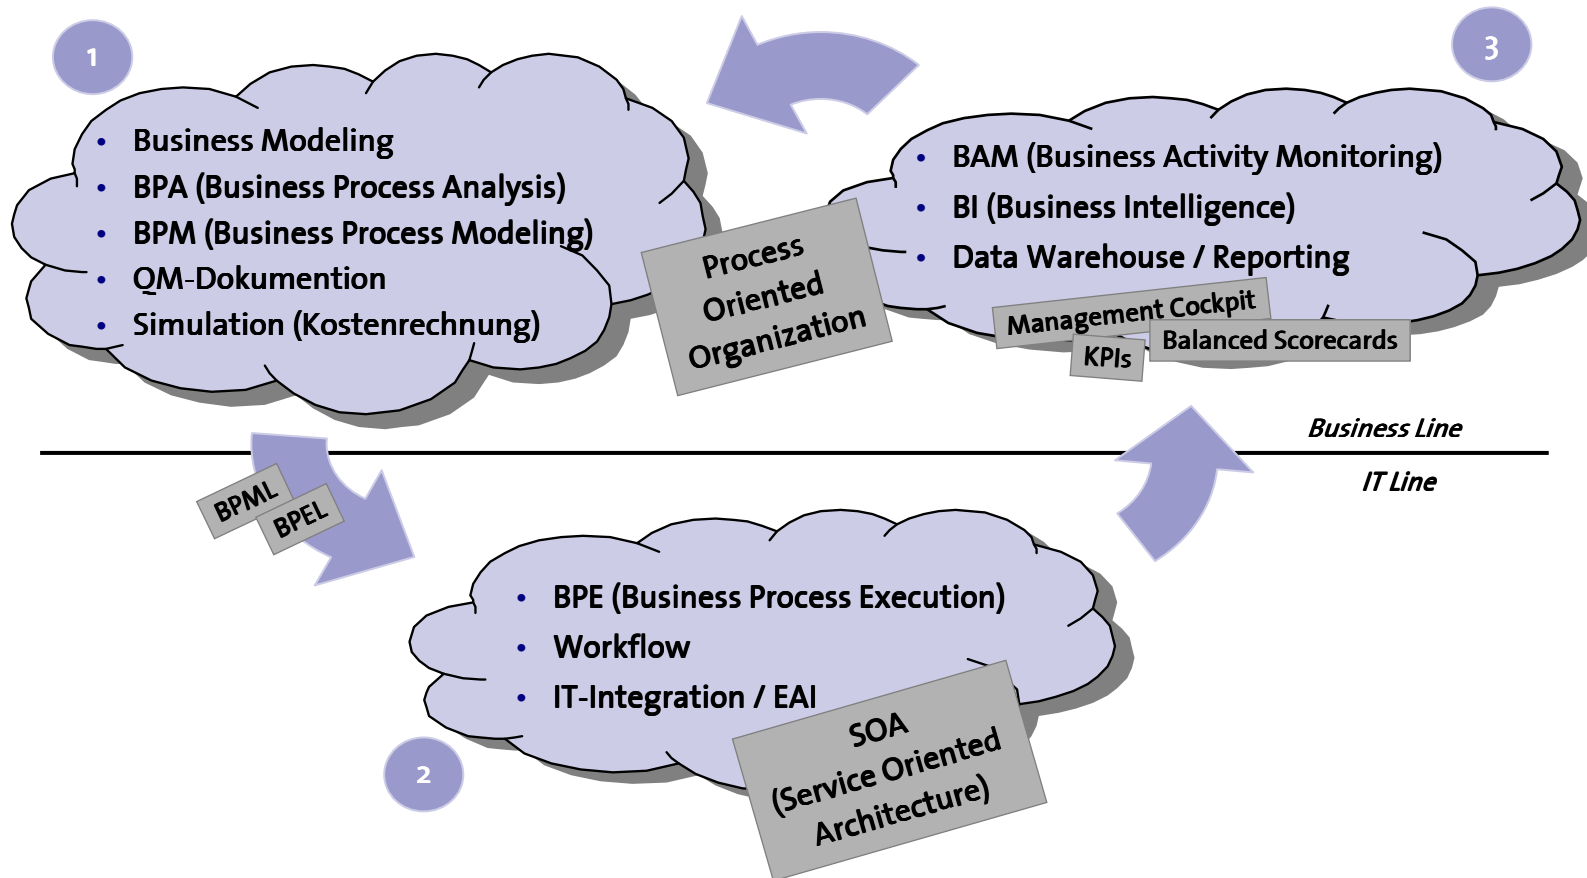 1
• Business Modeling
• BPA (Business Process Analysis)
• BPM (Business Process Modeling)
• QM-Dokumention
• Simulation (Kostenrechnung)
3
• BAM (Business Activity Monitoring)
• BI (Business Intelligence)
• Data Warehouse / Reporting
Process
Oriented
Organization
Management Cockpit
KPIs
Balanced Scorecards
Business Line
IT Line
BPML
BPEL
• BPE (Business Process Execution)
• Workflow
• IT-Integration / EAI
SOA
(Service Oriented
Architecture)
2